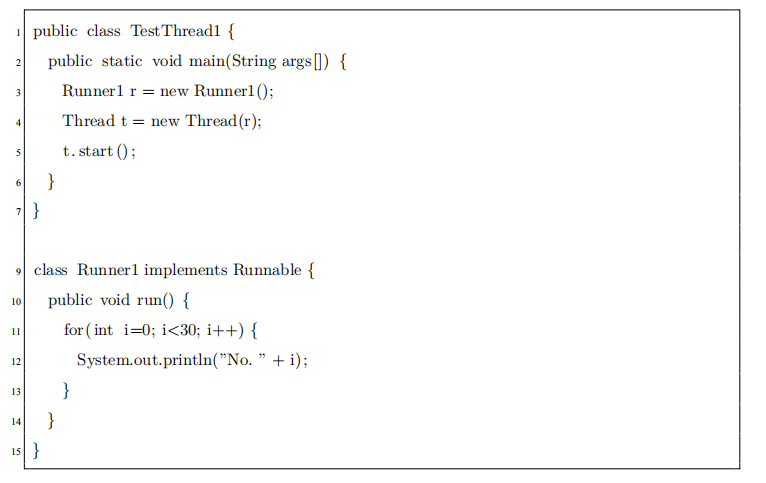 1 public class TestThread1 {
2 public static void main(String args[]) {
3 Runner1 r = new Runner1();
4 Thread t = new Thread(r);
5 t.start();
6 }
7 }
9 class Runner1 implements Runnable {
10 public void run() {
11 for(int i=0; i<30; i++) {
12 System.out.println("No. " + i);
13 }
14 }
15 }